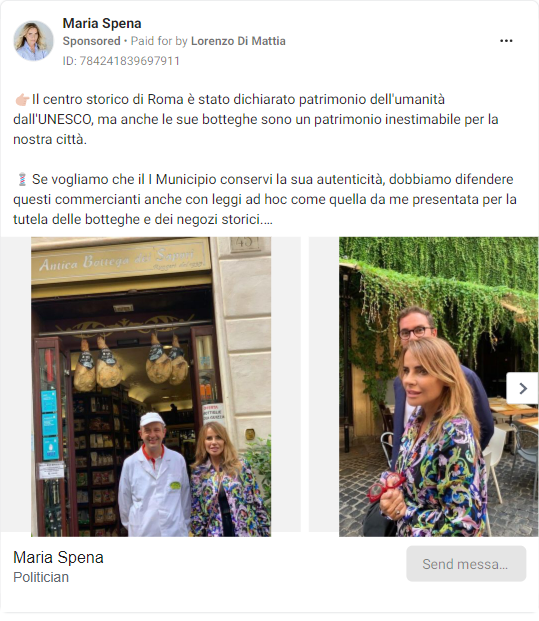 Maria Spena
Sponsored • Paid for by Lorenzo Di Mattia
ID: 784241839697911
👉🏻Il centro storico di Roma è stato dichiarato patrimonio dell'umanità
dall'UNESCO, ma anche le sue botteghe sono un patrimonio inestimabile per la
nostra città.
💈Se vogliamo che il I Municipio conservi la sua autenticità, dobbiamo difendere
questi commercianti anche con leggi ad hoc come quella da me presentata per la
tutela delle botteghe e dei negozi storici....
43
Antica Bottega dei
Maria Spena
Politician
Send messa...